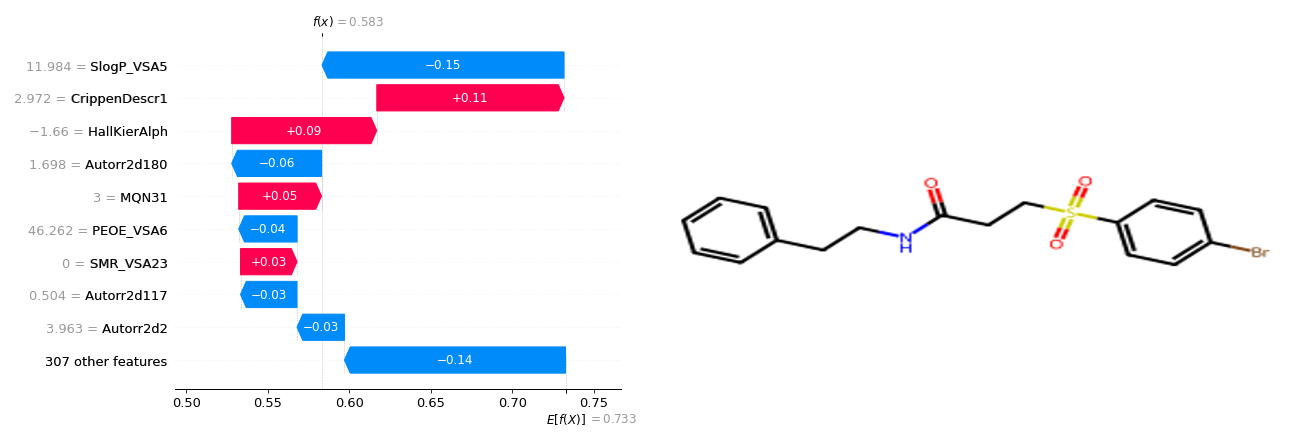 f(x) = 0.583
11.984 = SlogP_VSA5
−0.15
2.972 = CrippenDescr1
+0.11
−1.66 = HallKierAlph
+0.09
1.698 = Autorr2d180
−0.06
3 = MQN31
+0.05
46.262 = PEOE_VSA6
−0.04
0 = SMR_VSA23
+0.03
0.504 = Autorr2d117
−0.03
3.963 = Autorr2d2
−0.03
307 other features
−0.14
0.50 0.55 0.60 0.65 0.70 0.75
E[f(X)] = 0.733
O
O
N
H
S
O
Br